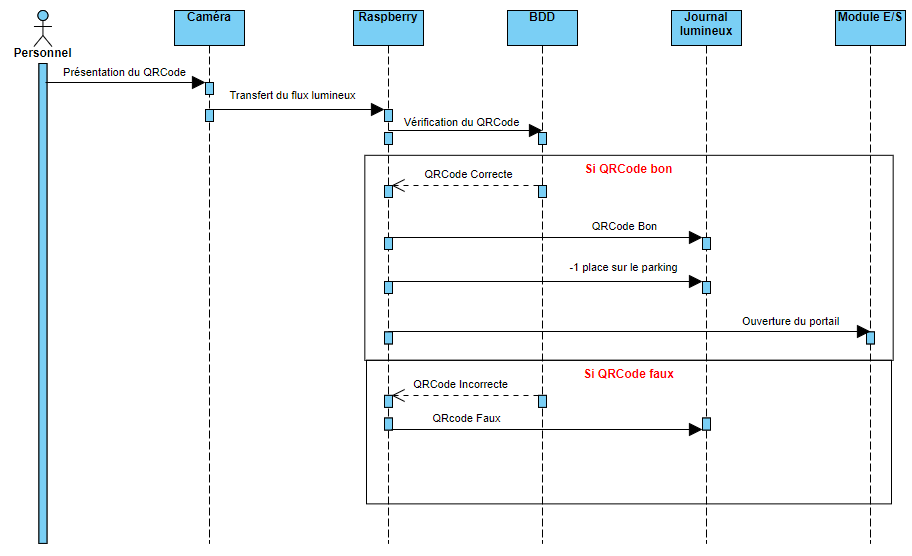 Caméra
Raspberry
BDD
Journal
lumineux
Module E/S
Personnel
Présentation du QRCode
Transfert du flux lumineux
Vérification du QRCode
Si QRCode bon
QRCode Correcte
QRCode Bon
-1 place sur le parking
Ouverture du portail
Si QRCode faux
QRCode Incorrecte
QRcode Faux